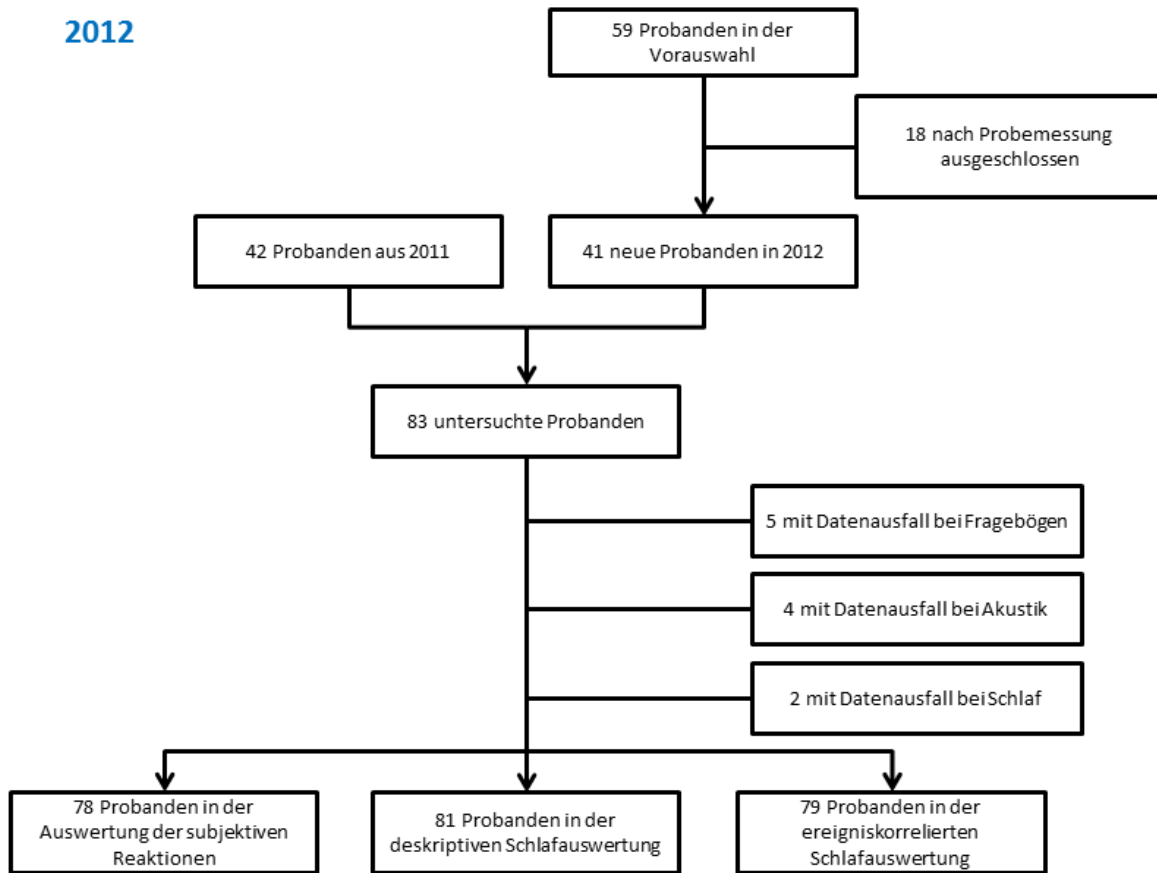 2012
59 Probanden in der
Vorauswahl
18 nach Probemessung
ausgeschlossen
42 Probanden aus 2011
41 neue Probanden in 2012
83 untersuchte Probanden
5 mit Datenausfall bei Fragebögen
4 mit Datenausfall bei Akustik
2 mit Datenausfall bei Schlaf
78 Probanden in der
Auswertung der subjektiven
Reaktionen
81 Probanden in der
deskriptiven Schlafauswertung
79 Probanden in der
ereigniskorrelierten
Schlafauswertung